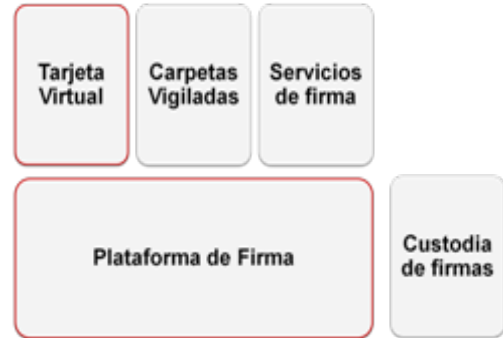 Tarjeta
Virtual
Carpetas
Vigiladas
Servicios
de firma
Plataforma de Firma
Custodia
de firmas